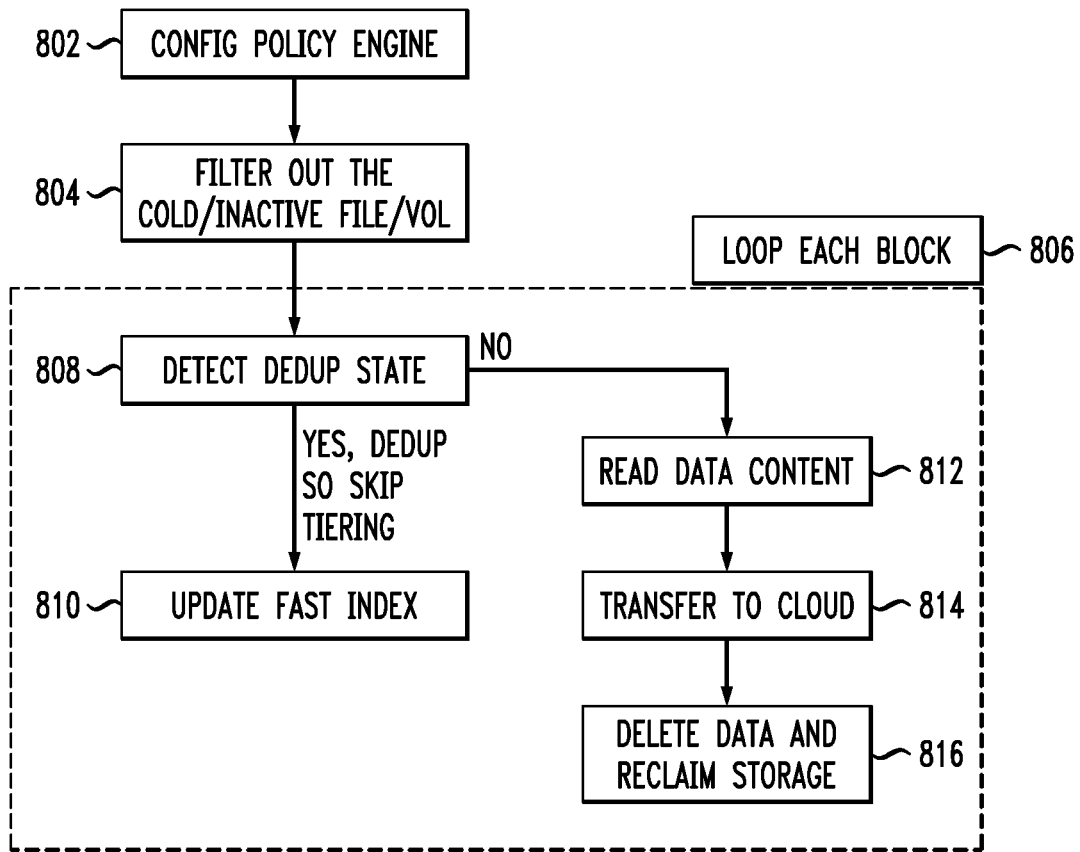 802
CONFIG POLICY ENGINE
804
FILTER OUT THE
COLD/INACTIVE FILE/VOL
LOOP EACH BLOCK
806
808
DETECT DEDUP STATE
NO
YES, DEDUP
SO SKIP
TIERING
READ DATA CONTENT
812
810
UPDATE FAST INDEX
TRANSFER TO CLOUD
814
DELETE DATA AND
RECLAIM STORAGE
816